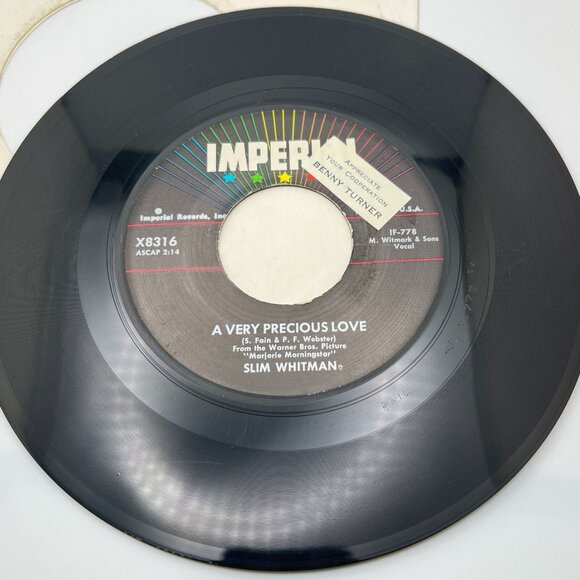 IMPERIAL
APPRECIATE
YOUR COOPERATION
BENNY TURNER
Imperial Records, Inc.
U.S.A.
X8316
ASCAP 2:14
IF-778
M. Witmark & Sons
Vocal
A VERY PRECIOUS LOVE
(S. Fain & P. F. Webster)
From the Warner Bros. Picture
"Marjorie Morningstar"
SLIM WHITMAN
8316